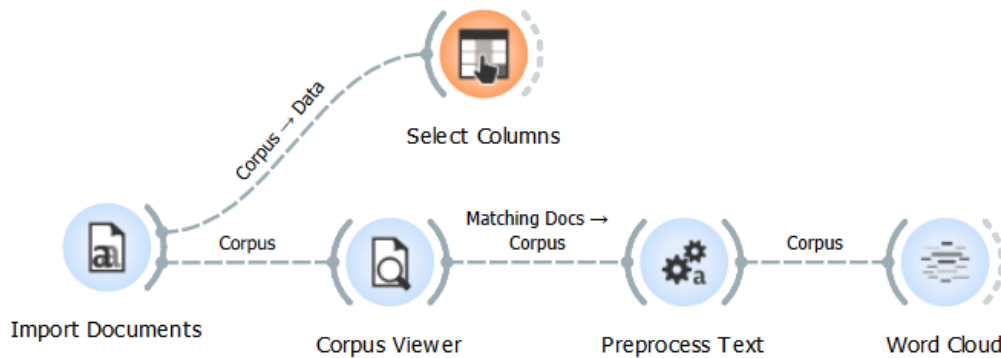 Corpus → Data
Select Columns
Corpus
Matching Docs →
Corpus
Corpus
Import Documents
Corpus Viewer
Preprocess Text
Word Cloud